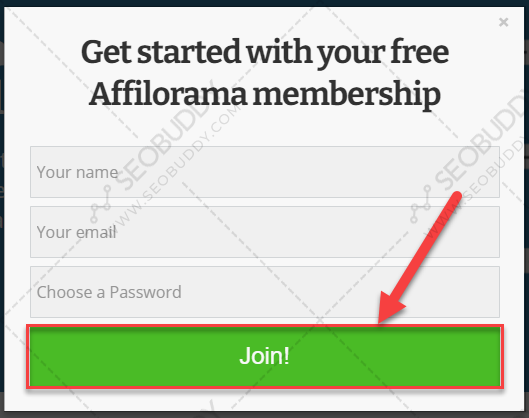 ×
Get started with your free
Affilorama membership
Your name
Your email
Choose a Password
Join!
SEOBUDDY
WWW.SEOBUDDY.COM
SEOBUDDY
WWW.SEOBUDDY.COM